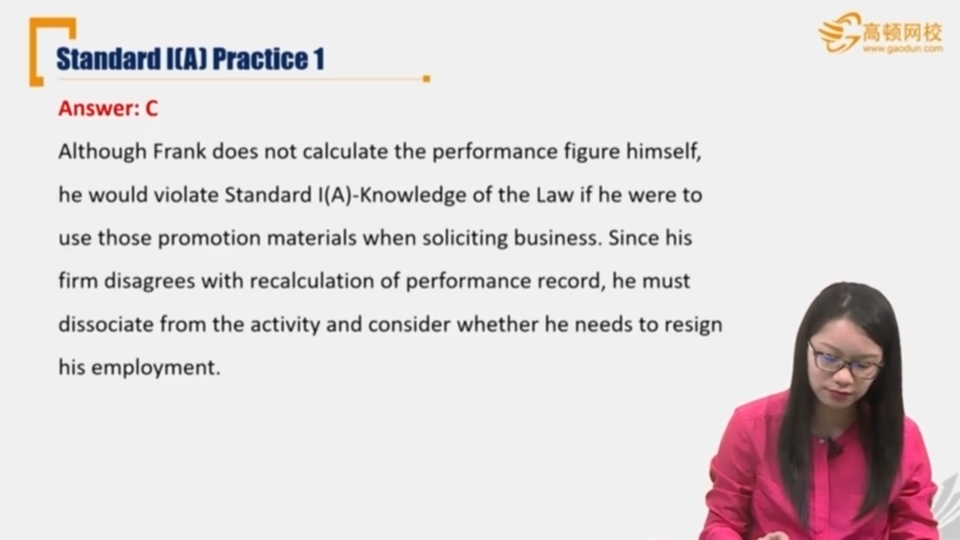 Standard I(A) Practice 1
高顿网校
www.gaodun.com
Answer: C
Although Frank does not calculate the performance figure himself,
he would violate Standard I(A)-Knowledge of the Law if he were to
use those promotion materials when soliciting business. Since his
firm disagrees with recalculation of performance record, he must
dissociate from the activity and consider whether he needs to resign
his employment.